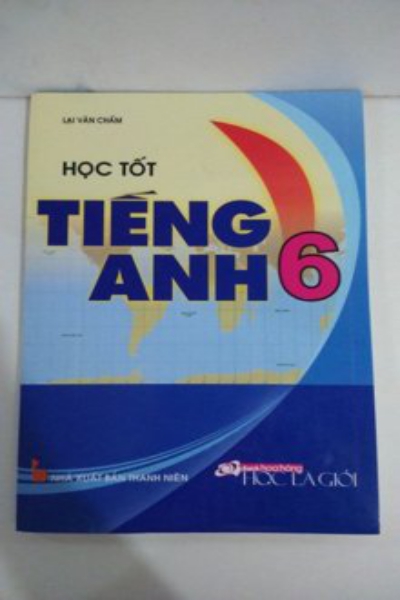 LẠI VĂN CHẤM
HỌC TỐT
TIẾNG
ANH 6
NHÀ XUẤT BẢN THANH NIÊN
HỌC LÀ GIỎI